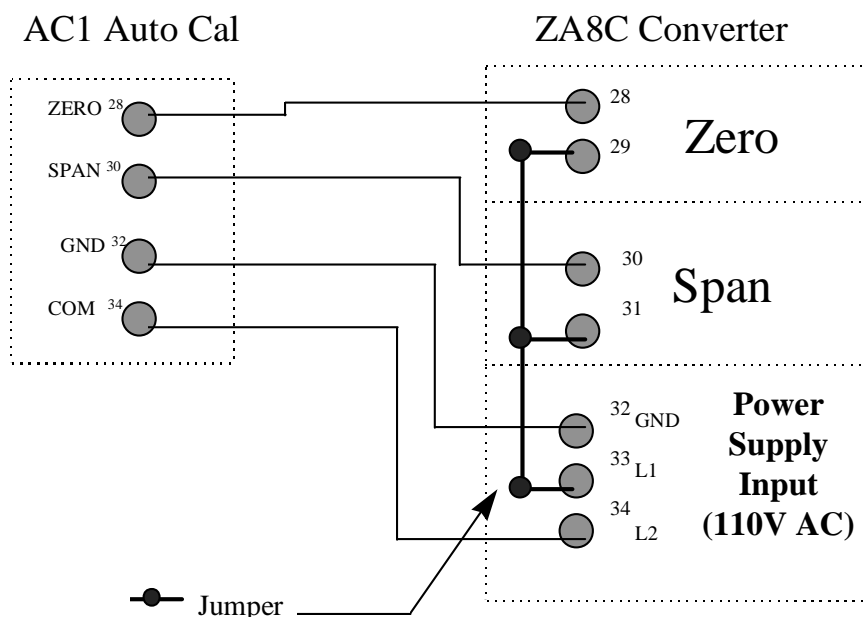 AC1 Auto Cal
ZA8C Converter
ZERO 28
SPAN 30
GND 32
COM 34
28
29
Zero
30
31
Span
32 GND
33 L1
34 L2
Power
Supply
Input
(110V AC)
Jumper